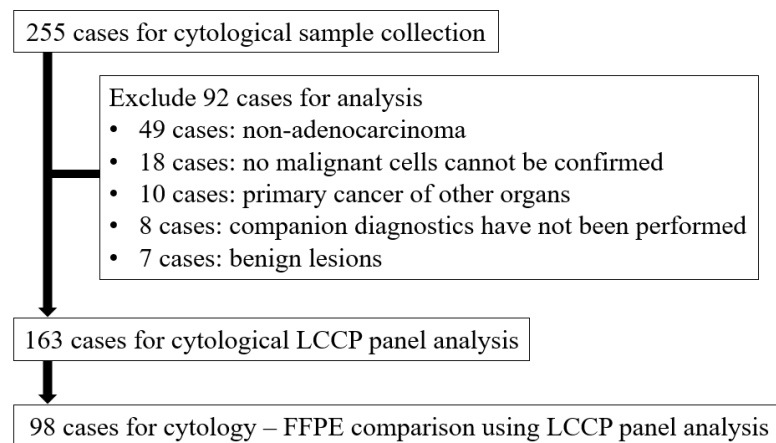 255 cases for cytological sample collection
Exclude 92 cases for analysis
• 49 cases: non-adenocarcinoma
• 18 cases: no malignant cells cannot be confirmed
• 10 cases: primary cancer of other organs
• 8 cases: companion diagnostics have not been performed
• 7 cases: benign lesions
163 cases for cytological LCCP panel analysis
98 cases for cytology – FFPE comparison using LCCP panel analysis